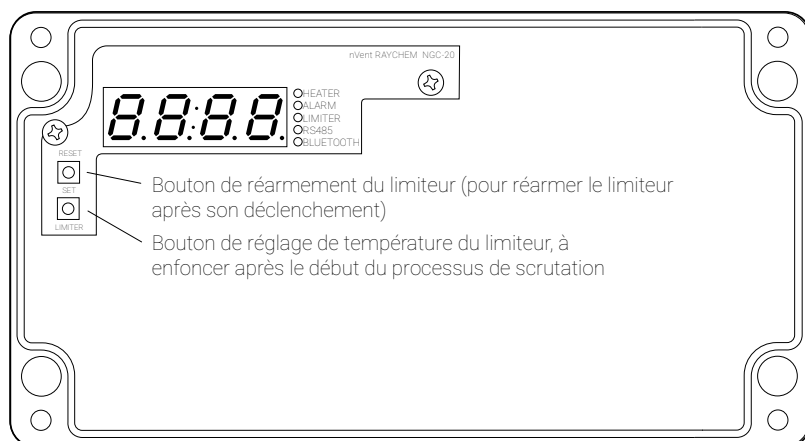 nVent RAYCHEM NGC-20
8.8:8.8.
HEATER
ALARM
LIMITER
RS485
BLUETOOTH
RESET
SET
LIMITER
Bouton de réarmement du limiteur (pour réarmer le limiteur
après son déclenchement)
Bouton de réglage de température du limiteur, à
enfoncer après le début du processus de scrutation